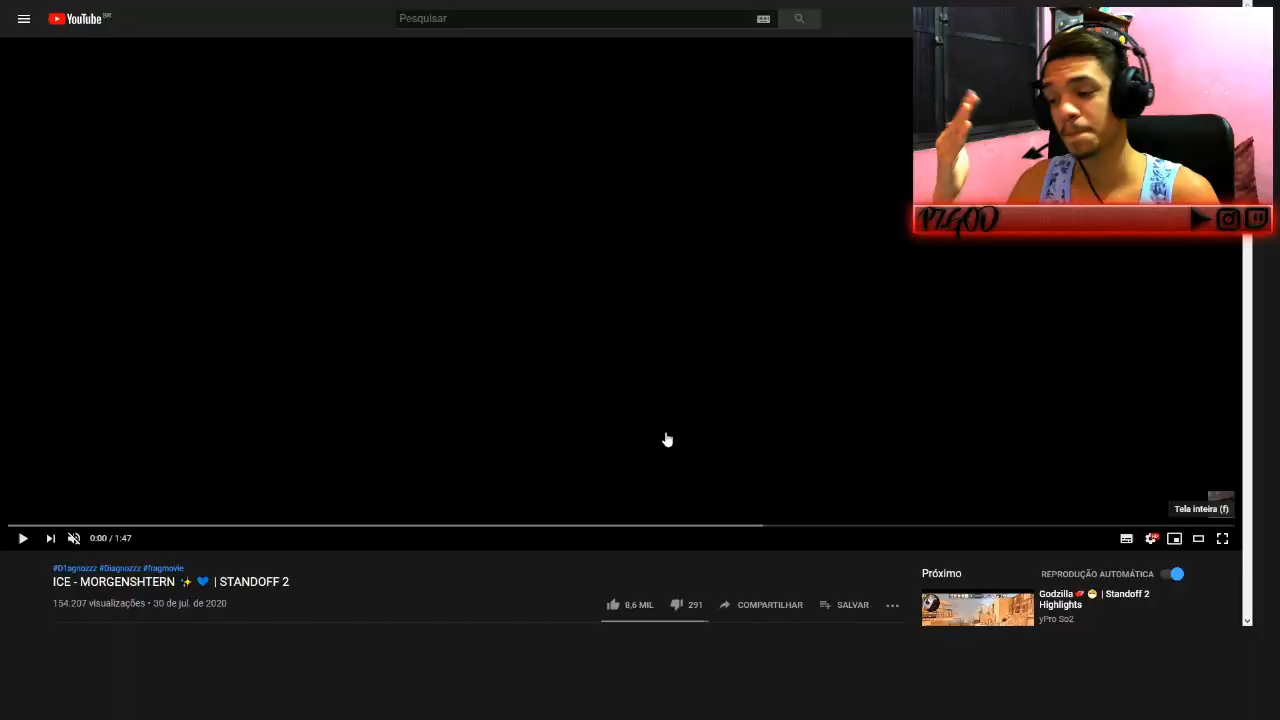 YouTube BR
Pesquisar
PZGOD
Tela inteira (f)
0:00 / 1:47
#D1agnozzz #Diagnozzz #fragmovie
ICE - MORGENSHTERN ✨ 💙 | STANDOFF 2
154.207 visualizações • 30 de jul. de 2020
8,6 MIL
291
COMPARTILHAR
SALVAR
Próximo
REPRODUÇÃO AUTOMÁTICA
Godzilla | Standoff 2
Highlights
yPro So2